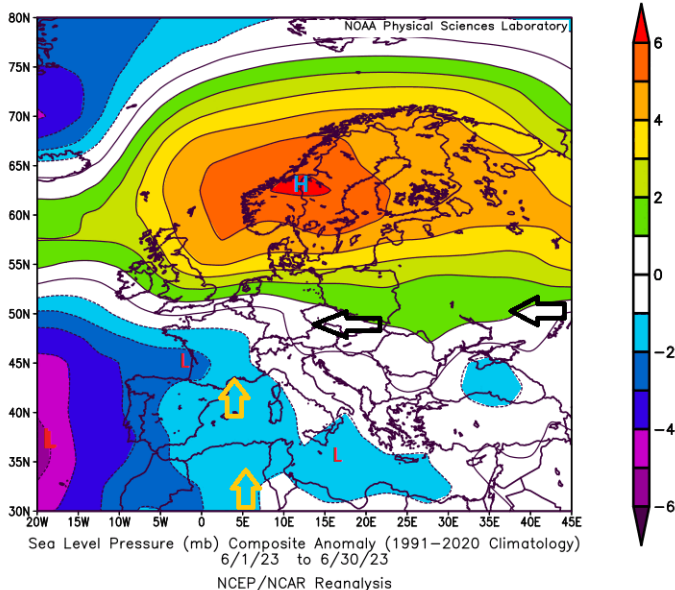 NOAA Physical Sciences Laboratory
80N
75N
70N
65N
60N
55N
50N
45N
40N
35N
30N
H
L
L
L
20W 15W 10W 5W 0 5E 10E 15E 20E 25E 30E 35E 40E 45E
6
4
2
0
−2
−4
−6
Sea Level Pressure (mb) Composite Anomaly (1991−2020 Climatology)
6/1/23 to 6/30/23
NCEP/NCAR Reanalysis